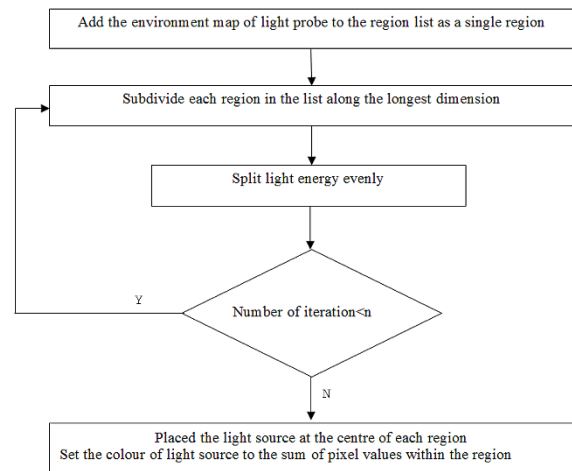 Add the environment map of light probe to the region list as a single region
Subdivide each region in the list along the longest dimension
Split light energy evenly
Y
Number of iteration<n
N
Placed the light source at the centre of each region
Set the colour of light source to the sum of pixel values within the region